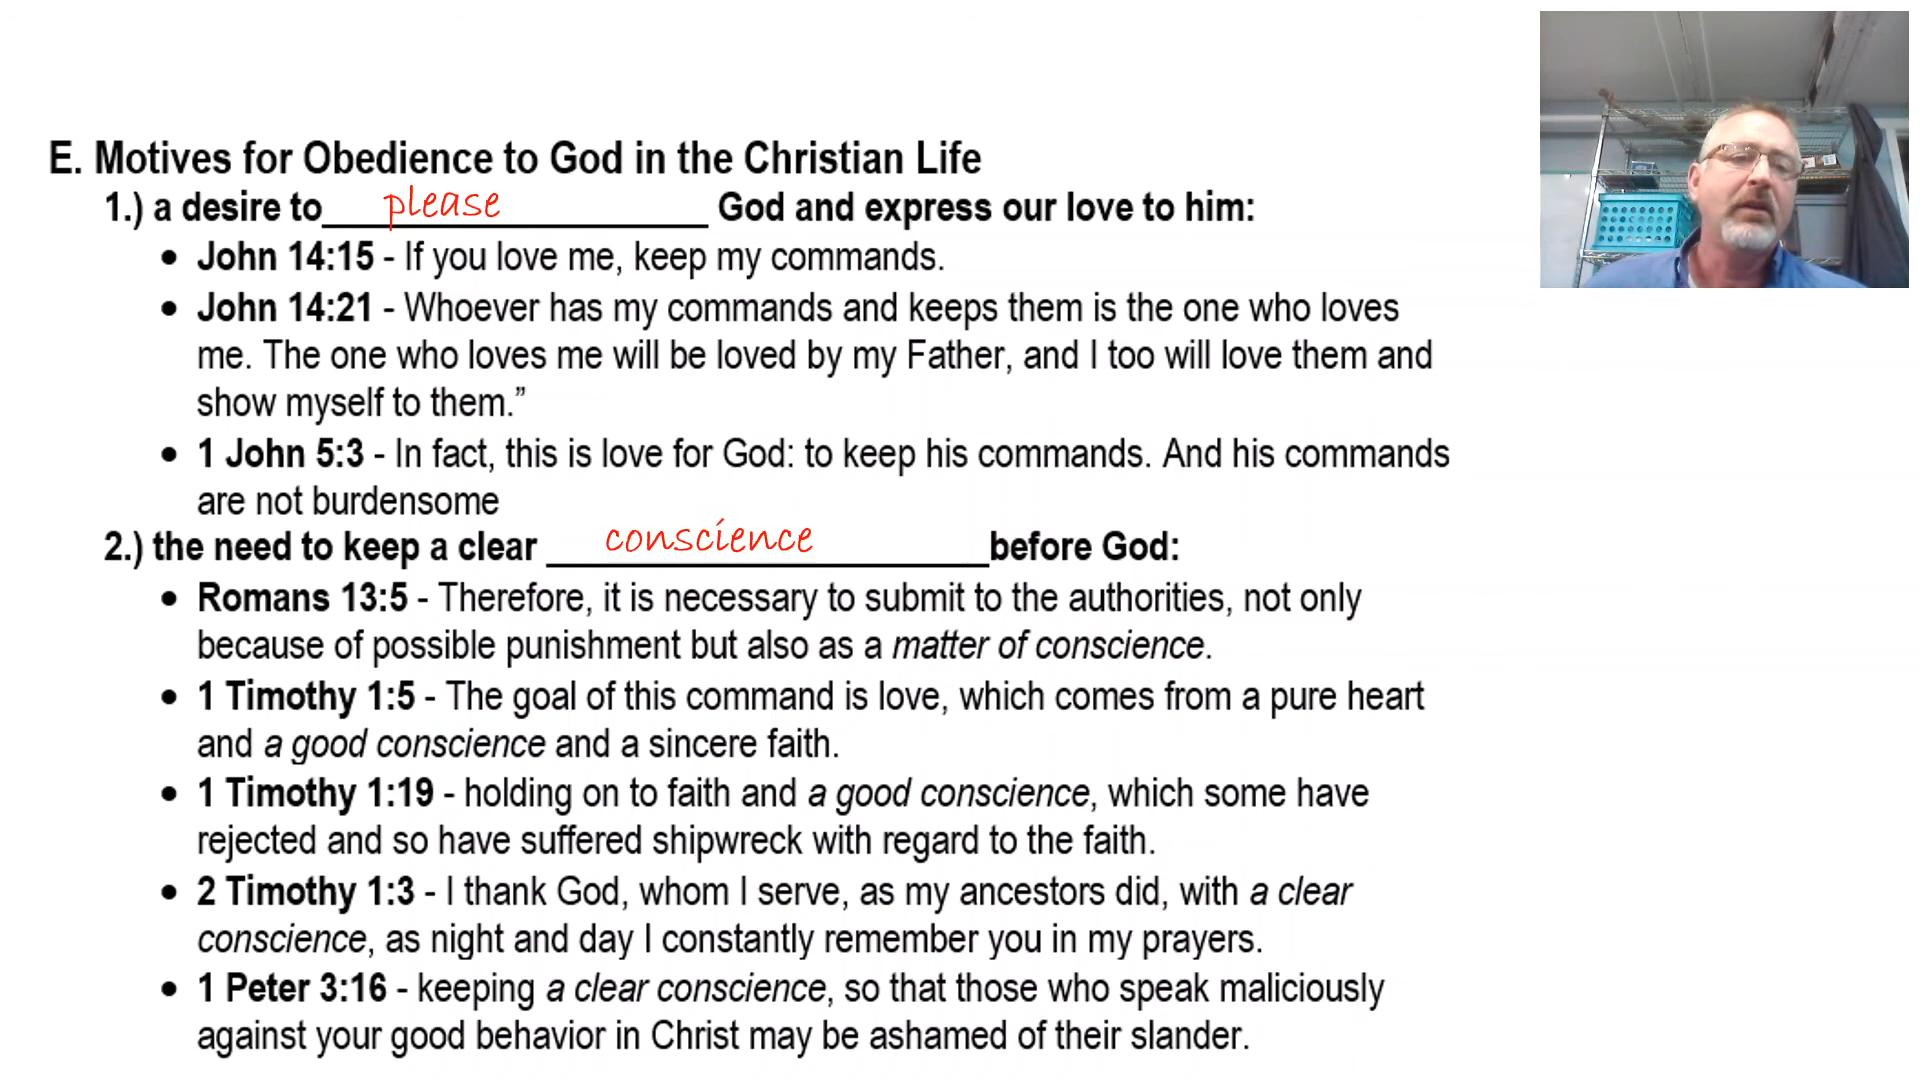 E. Motives for Obedience to God in the Christian Life
1.) a desire to please God and express our love to him:
• John 14:15 - If you love me, keep my commands.
• John 14:21 - Whoever has my commands and keeps them is the one who loves
me. The one who loves me will be loved by my Father, and I too will love them and
show myself to them.”
• 1 John 5:3 - In fact, this is love for God: to keep his commands. And his commands
are not burdensome
2.) the need to keep a clear conscience before God:
• Romans 13:5 - Therefore, it is necessary to submit to the authorities, not only
because of possible punishment but also as a matter of conscience.
• 1 Timothy 1:5 - The goal of this command is love, which comes from a pure heart
and a good conscience and a sincere faith.
• 1 Timothy 1:19 - holding on to faith and a good conscience, which some have
rejected and so have suffered shipwreck with regard to the faith.
• 2 Timothy 1:3 - I thank God, whom I serve, as my ancestors did, with a clear
conscience, as night and day I constantly remember you in my prayers.
• 1 Peter 3:16 - keeping a clear conscience, so that those who speak maliciously
against your good behavior in Christ may be ashamed of their slander.